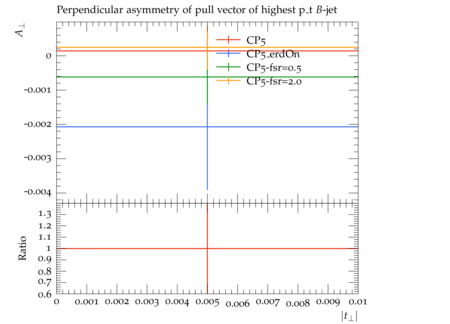 Perpendicular asymmetry of pull vector of highest p_t B-jet
A⊥
CP5
CP5_erdOn
CP5-fsr=0.5
CP5-fsr=2.0
0
-0.001
-0.002
-0.003
-0.004
Ratio
1.3
1.2
1.1
1
0.9
0.8
0.7
0.6
0 0.001 0.002 0.003 0.004 0.005 0.006 0.007 0.008 0.009 0.01
|t⊥|